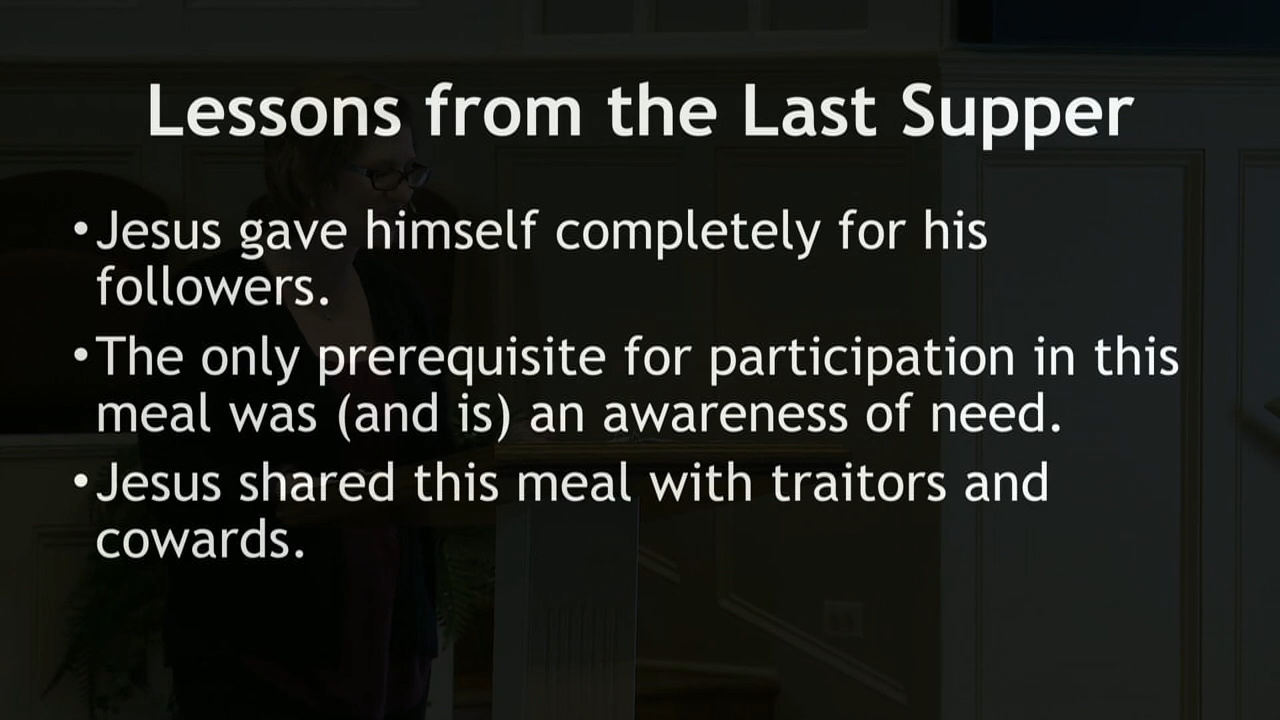 Lessons from the Last Supper
•Jesus gave himself completely for his
followers.
•The only prerequisite for participation in this
meal was (and is) an awareness of need.
•Jesus shared this meal with traitors and
cowards.